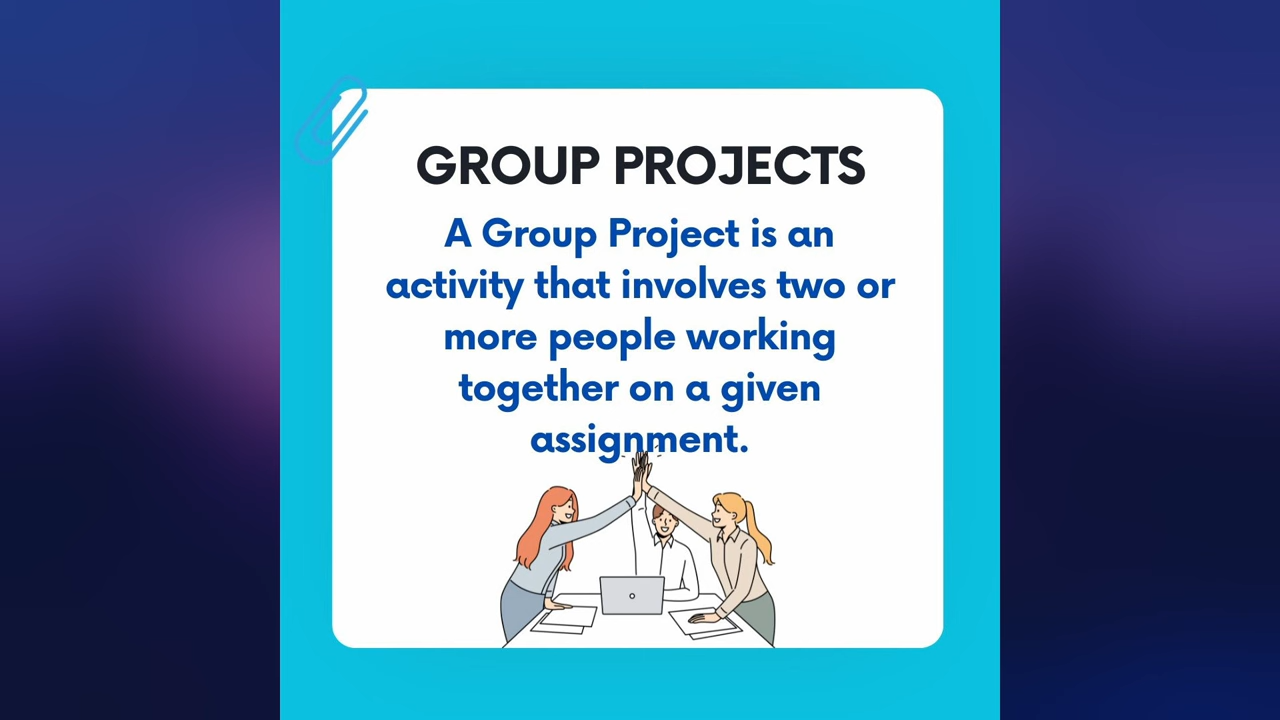 GROUP PROJECTS
A Group Project is an
activity that involves two or
more people working
together on a given
assignment.